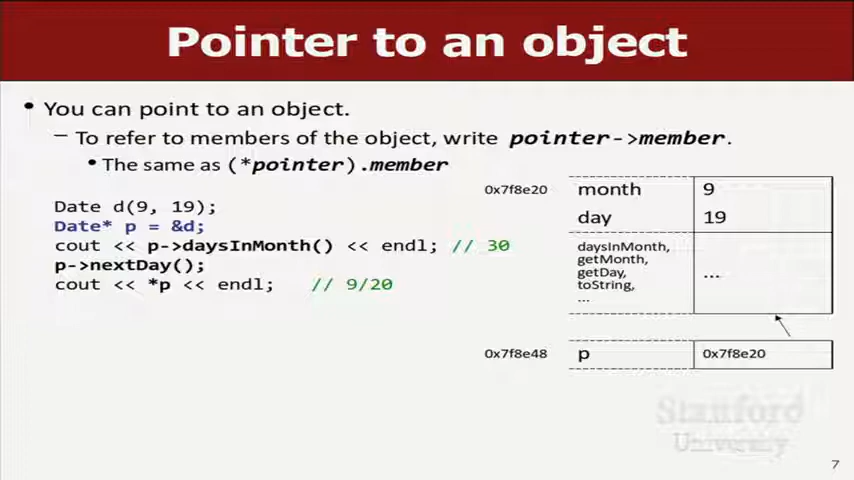 Pointer to an object
• You can point to an object.
– To refer to members of the object, write pointer->member.
• The same as (*pointer).member
Date d(9, 19);
Date* p = &d;
cout << p->daysInMonth() << endl; // 30
p->nextDay();
cout << *p << endl; // 9/20
0x7f8e20 month 9
day 19
daysInMonth,
getMonth,
getDay,
toString,
...
...
0x7f8e48 p 0x7f8e20
Stanford
University
7